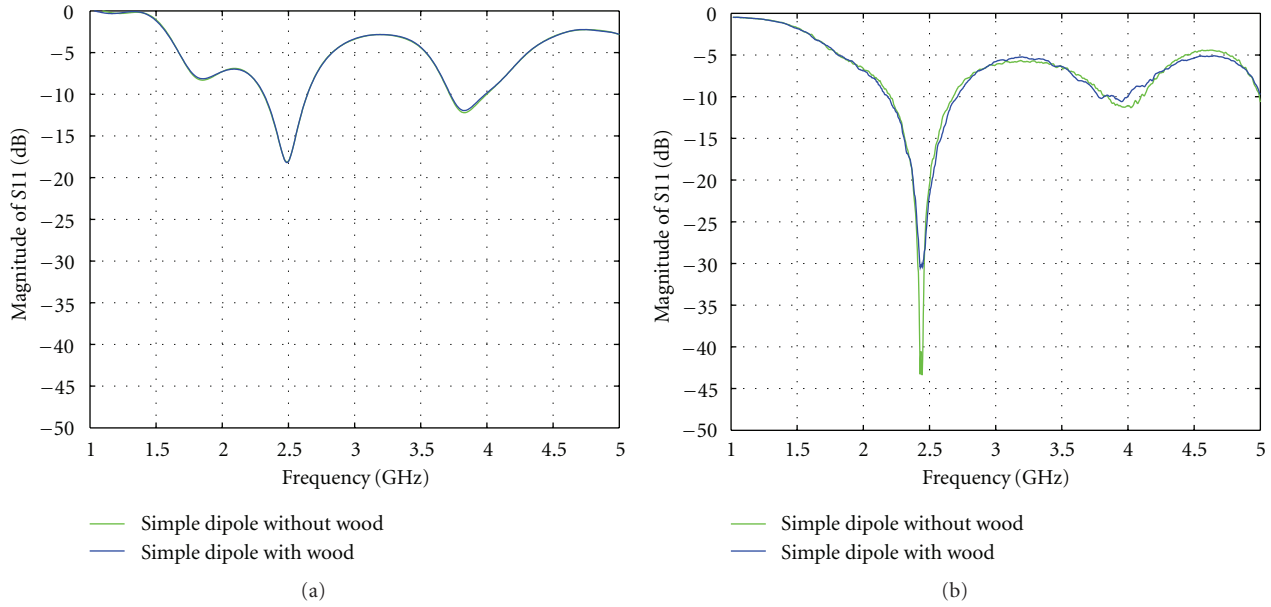 0
−5
−10
−15
−20
−25
−30
−35
−40
−45
−50
Magnitude of S11 (dB)
1 1.5 2 2.5 3 3.5 4 4.5 5
Frequency (GHz)
Simple dipole without wood
Simple dipole with wood
(a)
0
−5
−10
−15
−20
−25
−30
−35
−40
−45
−50
Magnitude of S11 (dB)
1 1.5 2 2.5 3 3.5 4 4.5 5
Frequency (GHz)
Simple dipole without wood
Simple dipole with wood
(b)